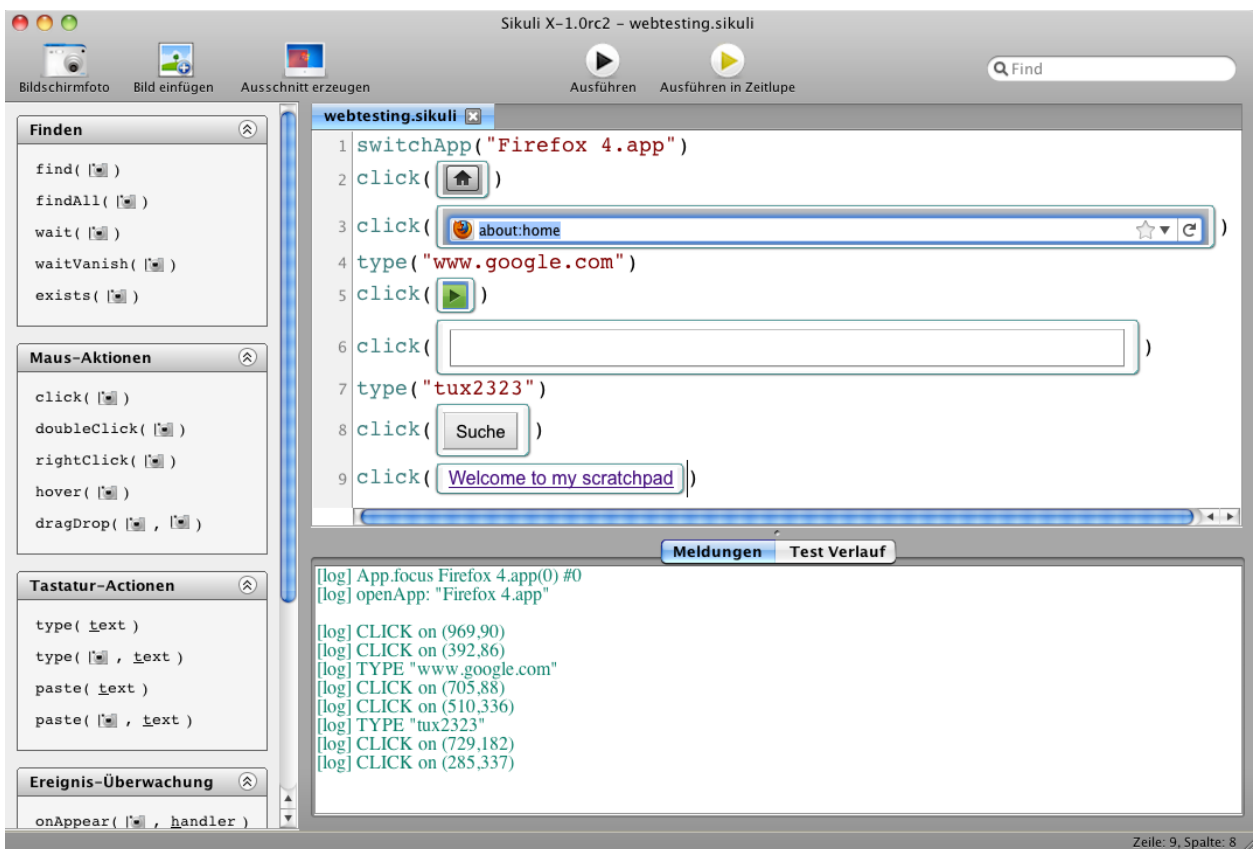 Sikuli X-1.0rc2 – webtesting.sikuli
Bildschirmfoto Bild einfügen Ausschnitt erzeugen Ausführen Ausführen in Zeitlupe Find
Finden
find( )
findAll( )
wait( )
waitVanish( )
exists( )
Maus-Aktionen
click( )
doubleClick( )
rightClick( )
hover( )
dragDrop( , )
Tastatur-Actionen
type( text )
type( , text )
paste( text )
paste( , text )
Ereignis-Überwachung
onAppear( , handler )
webtesting.sikuli
1 switchApp("Firefox 4.app")
2 click( )
3 click( about:home )
4 type("www.google.com")
5 click( )
6 click( )
7 type("tux2323")
8 click( Suche )
9 click( Welcome to my scratchpad )
Meldungen Test Verlauf
[log] App.focus Firefox 4.app(0) #0
[log] openApp: "Firefox 4.app"
[log] CLICK on (969,90)
[log] CLICK on (392,86)
[log] TYPE "www.google.com"
[log] CLICK on (705,88)
[log] CLICK on (510,336)
[log] TYPE "tux2323"
[log] CLICK on (729,182)
[log] CLICK on (285,337)
Zeile: 9, Spalte: 8